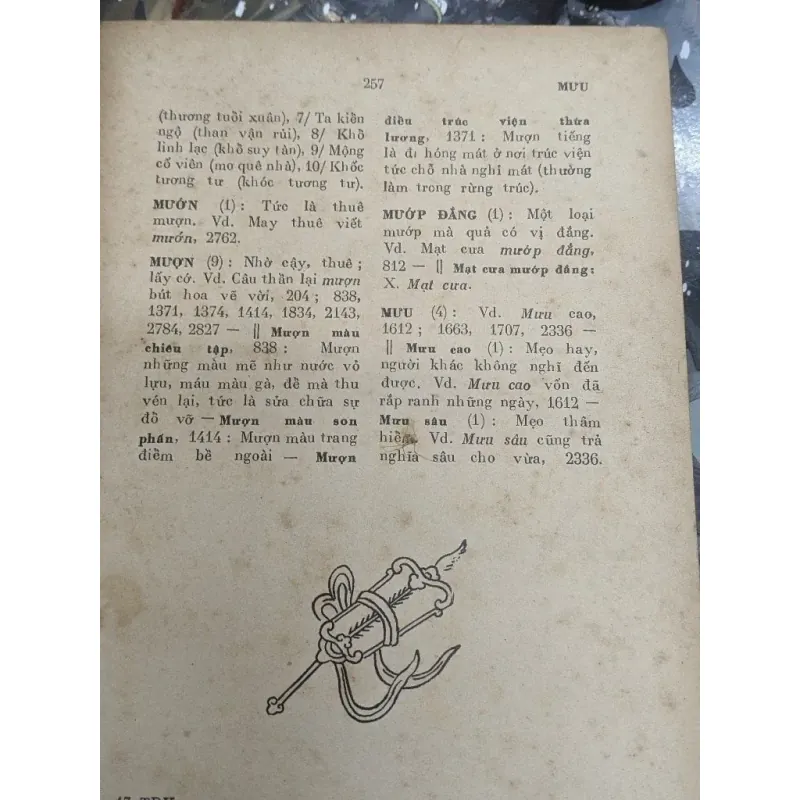 257
MƯU
(thương tuổi xuân), 7/ Ta kiền
ngộ (than vận rủi), 8/ Khổ
linh lạc (khổ suy tàn), 9/ Mộng
cố viên (mơ quê nhà), 10/ Khốc
tương tư (khóc tương tư).
MƯỚN (1) : Tức là thuê
mượn. Vd. May thuê viết
mướn, 2762.
MƯỢN (9) : Nhờ cậy, thuê ;
lấy cớ. Vd. Câu thần lại mượn
bút hoa vẽ vời, 204 ; 838,
1371, 1374, 1414, 1834, 2143,
2784, 2827 — || Mượn màu
chiêu tập, 838 : Mượn
những màu mẽ như nước vỏ
lựu, máu mào gà, để mà thu
vén lại, tức là sửa chữa sự
đổ vỡ — Mượn màu son
phấn, 1414 : Mượn màu trang
điểm bề ngoài — Mượn
điều trúc viện thừa
lương, 1371 : Mượn tiếng
là đi hóng mát ở nơi trúc viện
tức chỗ nhà nghỉ mát (thường
làm trong rừng trúc).
MƯỚP ĐẮNG (1) : Một loại
mướp mà quả có vị đắng.
Vd. Mạt cưa mướp đắng,
812 — || Mạt cưa mướp đắng :
X. Mạt cưa.
MƯU (4) : Vd. Mưu cao,
1612 ; 1663, 1707, 2336 —
|| Mưu cao (1) : Mẹo hay,
người khác không nghĩ đến
được. Vd. Mưu cao vốn đã
rắp ranh những ngày, 1612 —
Mưu sâu (1) : Mẹo thâm
hiểm. Vd. Mưu sâu cũng trả
nghĩa sâu cho vừa, 2336.